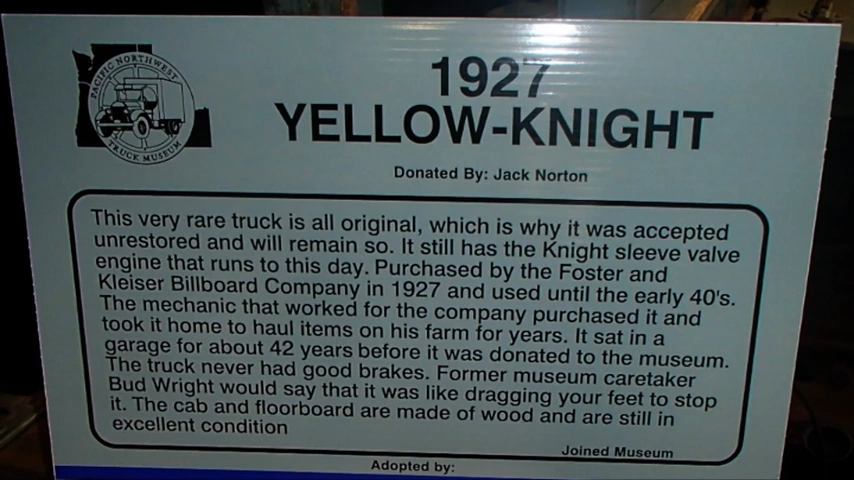 PACIFIC NORTHWEST
TRUCK MUSEUM
1927
YELLOW-KNIGHT
Donated By: Jack Norton
This very rare truck is all original, which is why it was accepted
unrestored and will remain so. It still has the Knight sleeve valve
engine that runs to this day. Purchased by the Foster and
Kleiser Billboard Company in 1927 and used until the early 40's.
The mechanic that worked for the company purchased it and
took it home to haul items on his farm for years. It sat in a
garage for about 42 years before it was donated to the museum.
The truck never had good brakes. Former museum caretaker
Bud Wright would say that it was like dragging your feet to stop
it. The cab and floorboard are made of wood and are still in
excellent condition
Joined Museum
Adopted by: